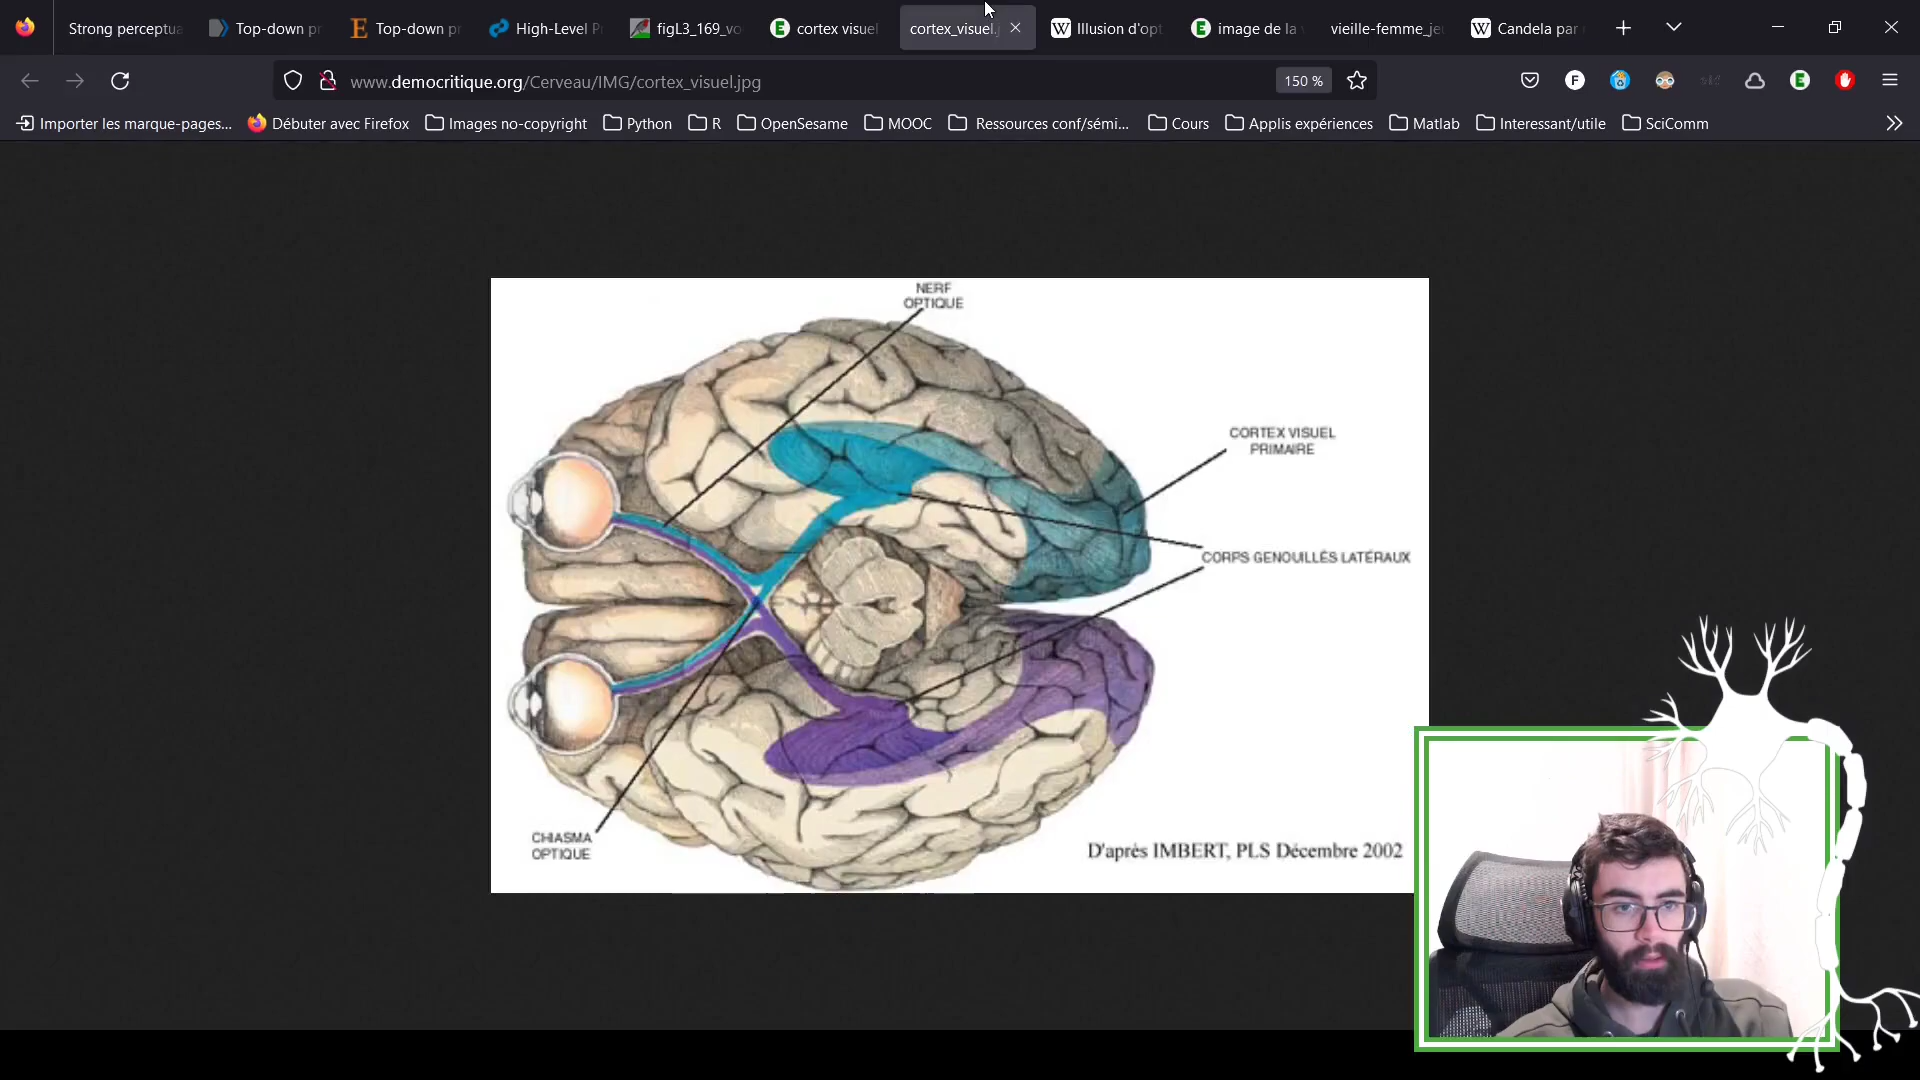 Strong perceptua
Top-down pr
Top-down p
High-Level P
figL3_169_vo
cortex visuel
cortex_visuel.j
Illusion d'opt
image de la
vieille-femme_je
Candela par
www.democritique.org/Cerveau/IMG/cortex_visuel.jpg
150 %
Importer les marque-pages...
Débuter avec Firefox
Images no-copyright
Python
R
OpenSesame
MOOC
Ressources conf/sémi...
Cours
Applis expériences
Matlab
Interessant/utile
SciComm
NERF
OPTIQUE
CORTEX VISUEL
PRIMAIRE
CORPS GENOUILLÉS LATÉRAUX
CHIASMA
OPTIQUE
D'après IMBERT, PLS Décembre 2002